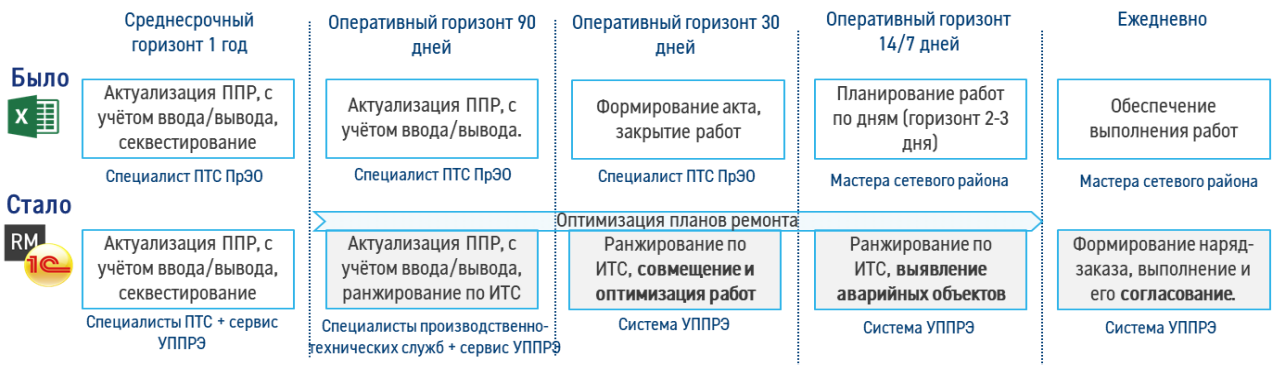 Среднесрочный
горизонт 1 год
Оперативный горизонт 90
дней
Оперативный горизонт 30
дней
Оперативный горизонт
14/7 дней
Ежедневно
Было
X
Актуализация ППР, с
учётом ввода/вывода,
секвестирование
Специалист ПТС ПрЭО
Актуализация ППР, с
учётом ввода/вывода.
Специалист ПТС ПрЭО
Формирование акта,
закрытие работ
Специалист ПТС ПрЭО
Планирование работ
по дням (горизонт 2-3
дня)
Мастера сетевого района
Обеспечение
выполнения работ
Мастера сетевого района
Стало
RM
1С
Оптимизация планов ремонта
Актуализация ППР, с
учётом ввода/вывода,
секвестирование
Специалисты ПТС + сервис
УППРЭ
Актуализация ППР, с
учётом ввода/вывода,
ранжирование по ИТС
Специалисты производственно-
технических служб + сервис УППРЭ
Ранжирование по
ИТС, совмещение и
оптимизация работ
Система УППРЭ
Ранжирование по
ИТС, выявление
аварийных объектов
Система УППРЭ
Формирование наряд-
заказа, выполнение и
его согласование.
Система УППРЭ